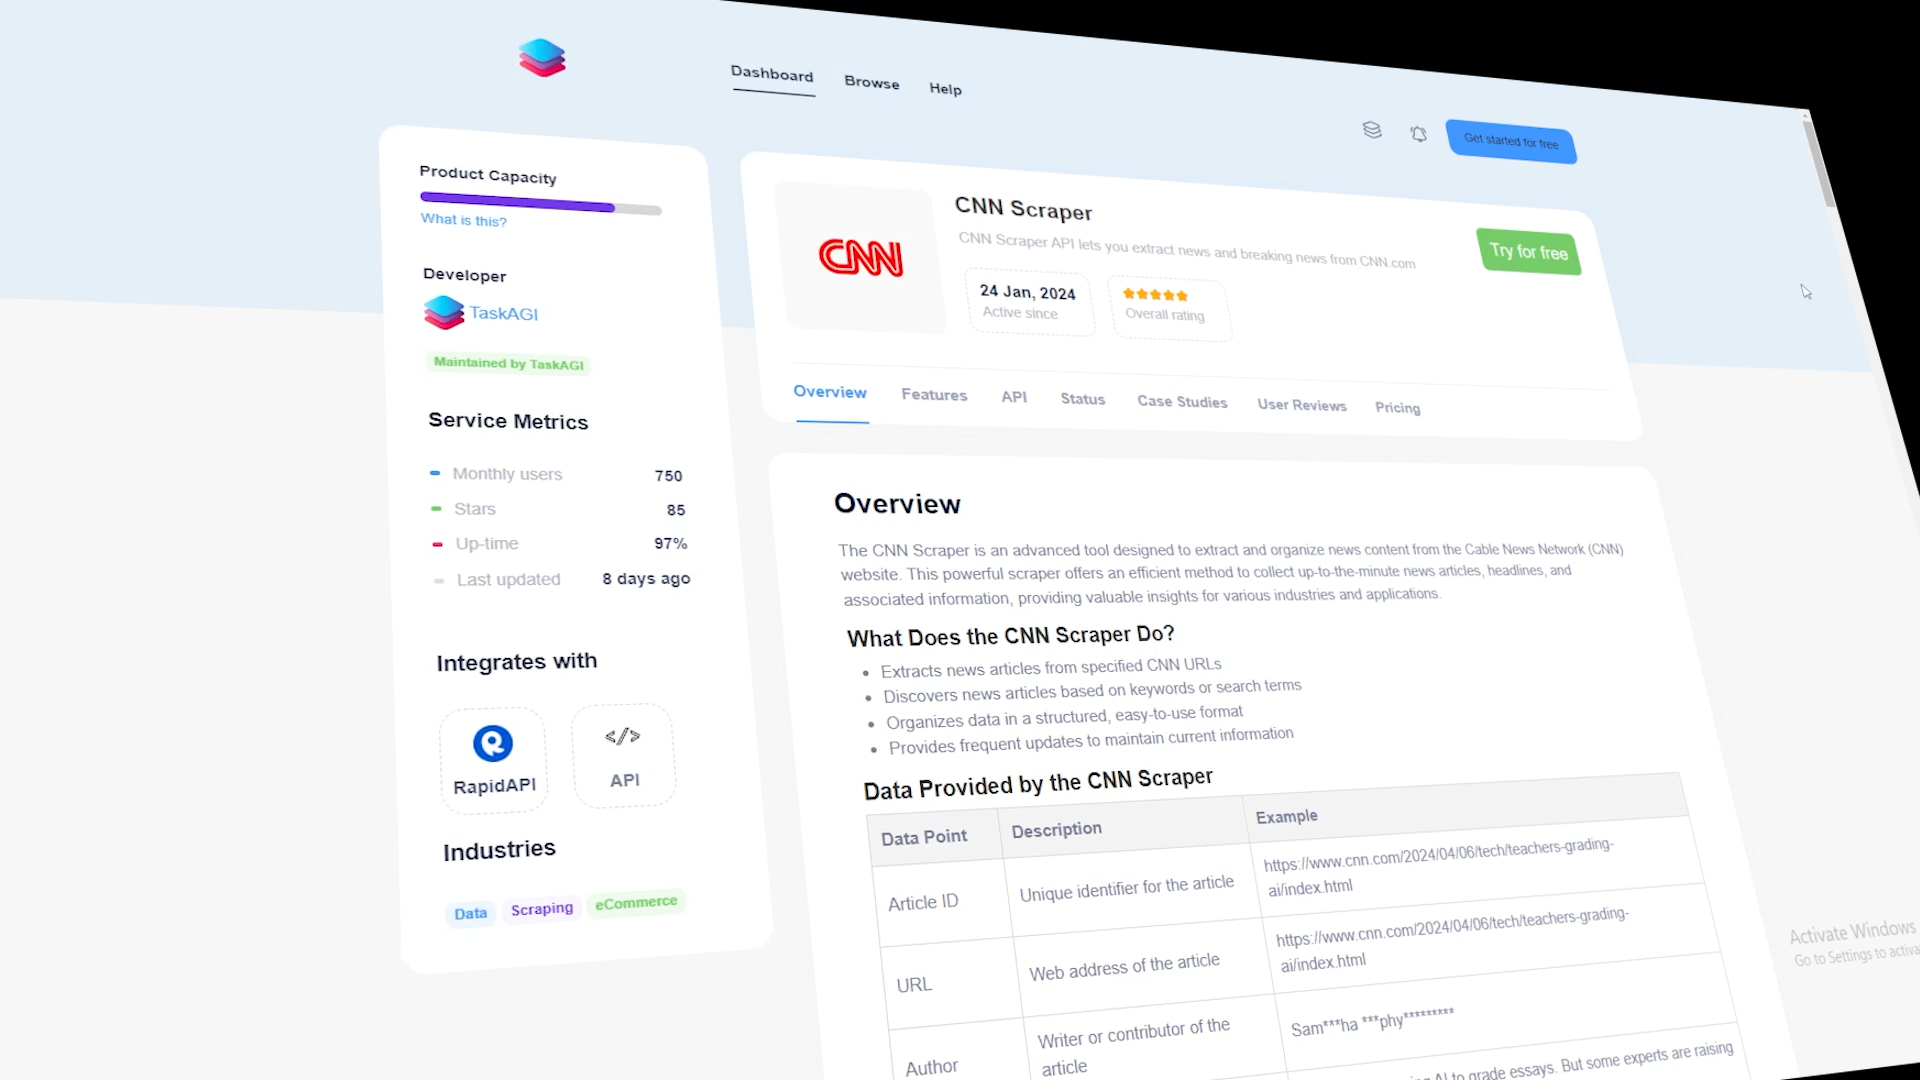 Dashboard
Browse
Help
Get started for free
Product Capacity
What is this?
Developer
TaskAGI
Maintained by TaskAGI
Service Metrics
Monthly users 750
Stars 85
Up-time 97%
Last updated 8 days ago
Integrates with
RapidAPI
</>
API
Industries
Data Scraping eCommerce
CNN
CNN Scraper
CNN Scraper API lets you extract news and breaking news from CNN.com
Try for free
24 Jan, 2024
Active since
Overall rating
Overview Features API Status Case Studies User Reviews Pricing
Overview
The CNN Scraper is an advanced tool designed to extract and organize news content from the Cable News Network (CNN)
website. This powerful scraper offers an efficient method to collect up-to-the-minute news articles, headlines, and
associated information, providing valuable insights for various industries and applications.
What Does the CNN Scraper Do?
• Extracts news articles from specified CNN URLs
• Discovers news articles based on keywords or search terms
• Organizes data in a structured, easy-to-use format
• Provides frequent updates to maintain current information
Data Provided by the CNN Scraper
Data Point Description Example
Article ID Unique identifier for the article https://www.cnn.com/2024/04/06/tech/teachers-grading-
ai/index.html
URL Web address of the article https://www.cnn.com/2024/04/06/tech/teachers-grading-
ai/index.html
Author Writer or contributor of the
article
Sam***ha ***phy*********
AI to grade essays. But some experts are raising
Activate Windows
Go to Settings to activa